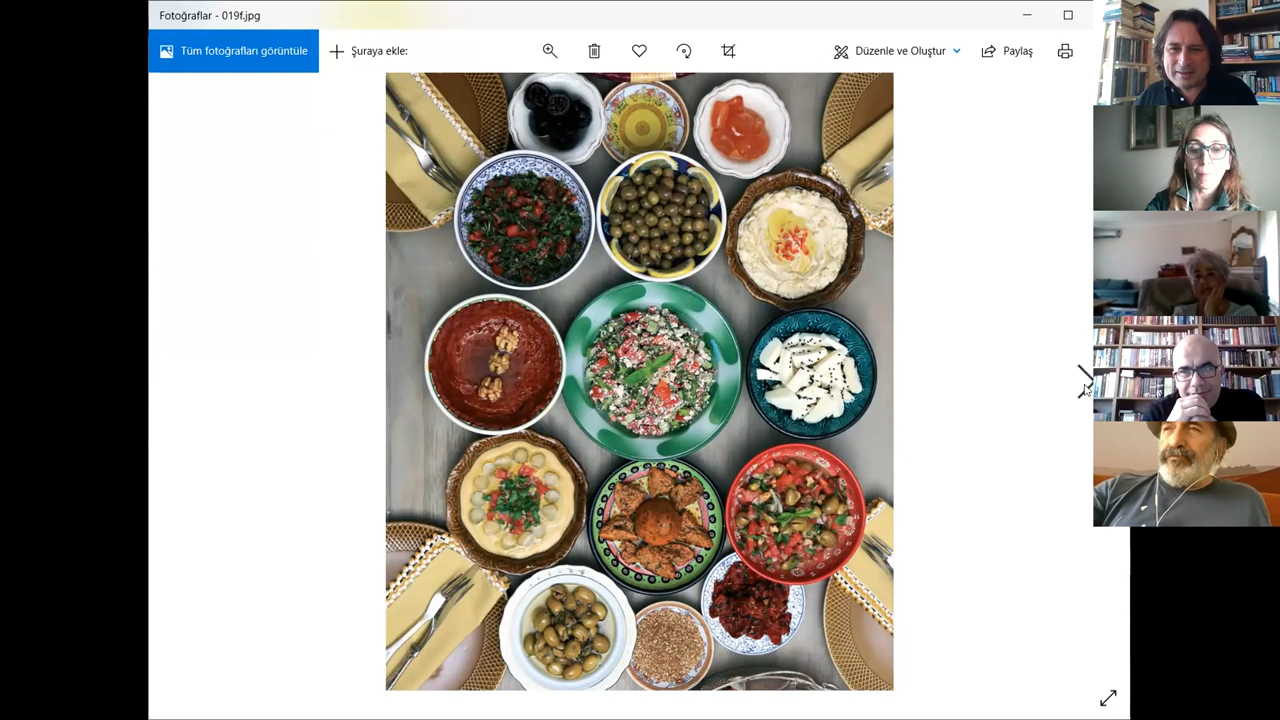 Fotoğraflar - 019f.jpg
Tüm fotoğrafları görüntüle
Şuraya ekle:
Düzenle ve Oluştur
Paylaş